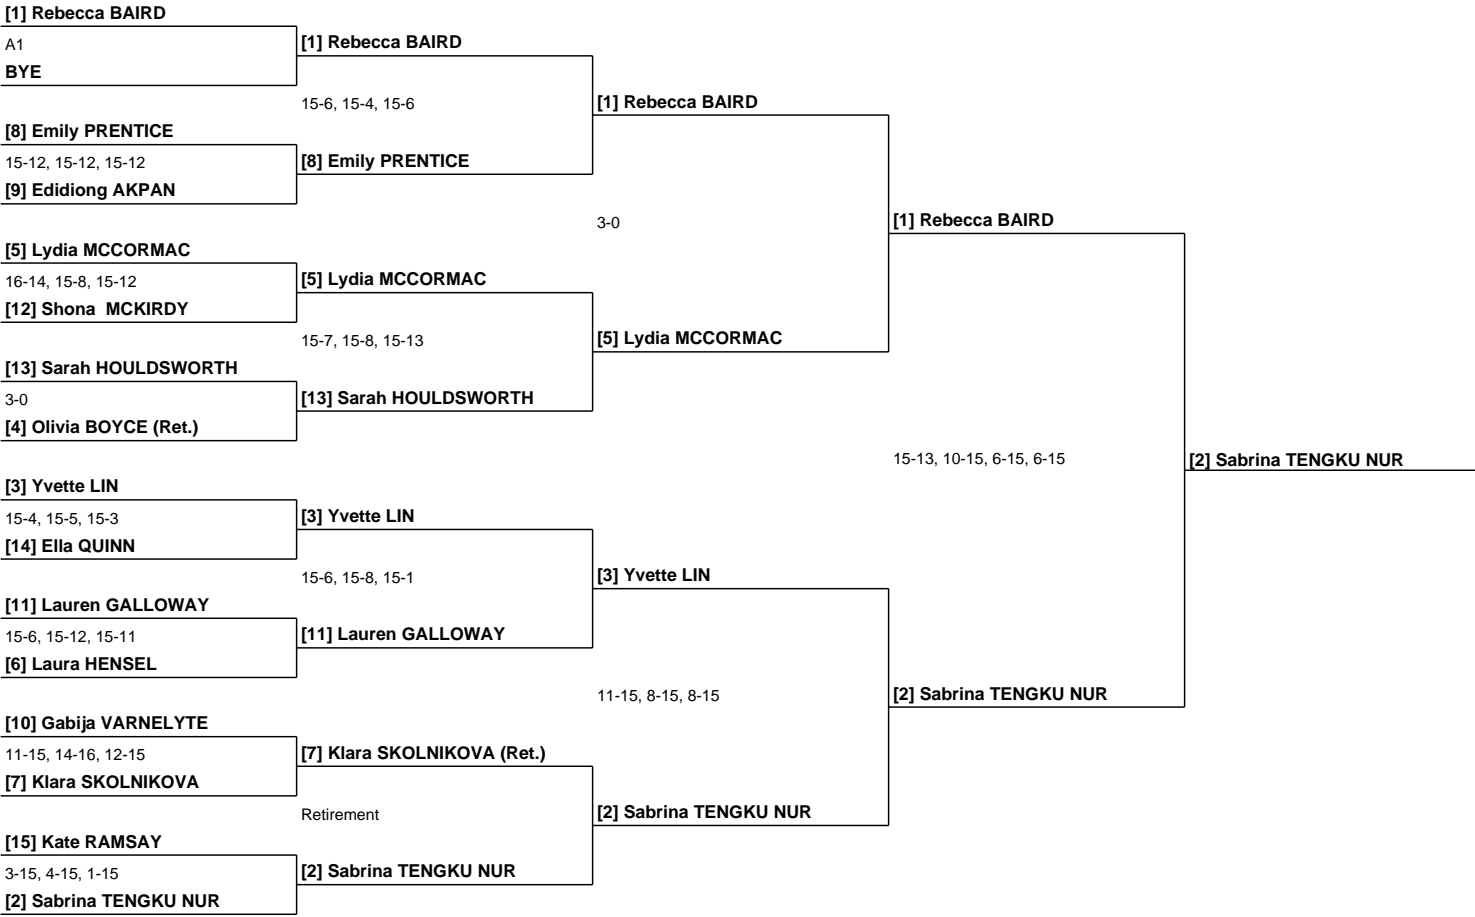 [1] Rebecca BAIRD
A1
BYE
[8] Emily PRENTICE
15-12, 15-12, 15-12
[9] Edidiong AKPAN
[5] Lydia MCCORMAC
16-14, 15-8, 15-12
[12] Shona  MCKIRDY
[13] Sarah HOULDSWORTH
3-0
[4] Olivia BOYCE (Ret.)
[3] Yvette LIN
15-4, 15-5, 15-3
[14] Ella QUINN
[11] Lauren GALLOWAY
15-6, 15-12, 15-11
[6] Laura HENSEL
[10] Gabija VARNELYTE
11-15, 14-16, 12-15
[7] Klara SKOLNIKOVA
[15] Kate RAMSAY
3-15, 4-15, 1-15
[2] Sabrina TENGKU NUR
[1] Rebecca BAIRD
15-6, 15-4, 15-6
[8] Emily PRENTICE
[5] Lydia MCCORMAC
15-7, 15-8, 15-13
[13] Sarah HOULDSWORTH
[3] Yvette LIN
15-6, 15-8, 15-1
[11] Lauren GALLOWAY
[7] Klara SKOLNIKOVA (Ret.)
Retirement
[2] Sabrina TENGKU NUR
[1] Rebecca BAIRD
3-0
[5] Lydia MCCORMAC
[3] Yvette LIN
11-15, 8-15, 8-15
[2] Sabrina TENGKU NUR
[1] Rebecca BAIRD
15-13, 10-15, 6-15, 6-15
[2] Sabrina TENGKU NUR
[2] Sabrina TENGKU NUR